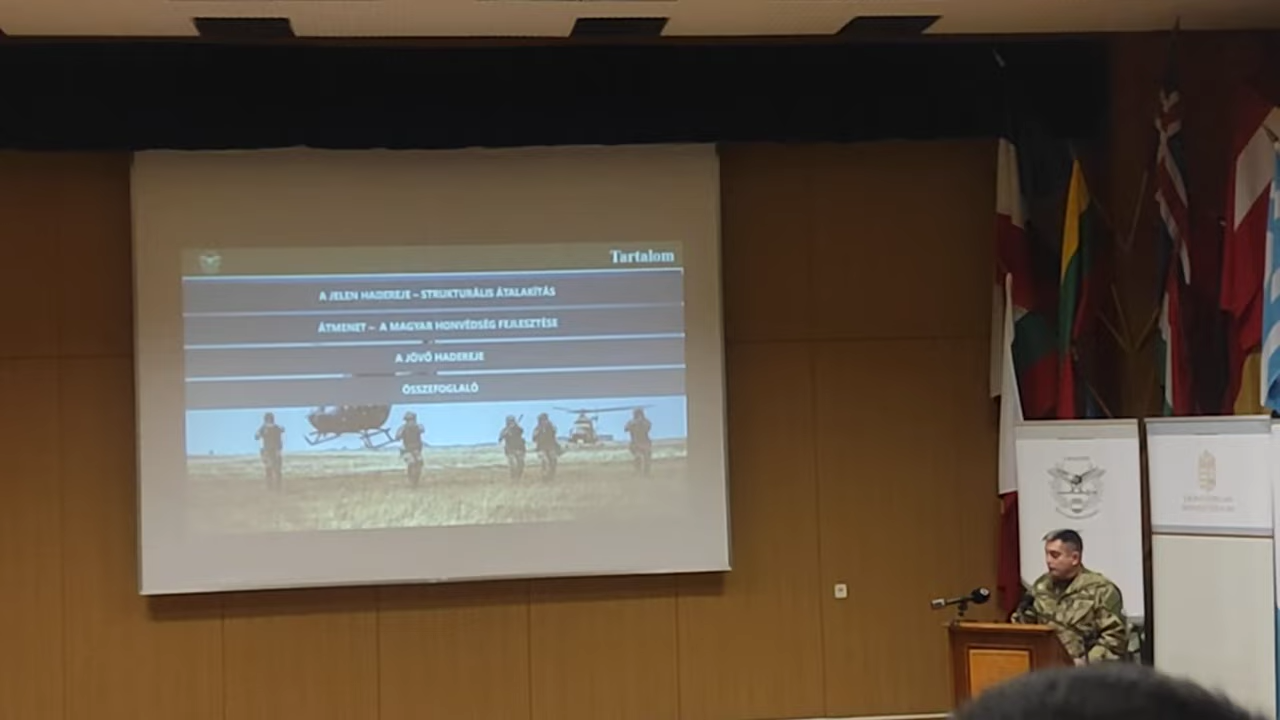 Tartalom
A JELEN HADEREJE – STRUKTURÁLIS ÁTALAKÍTÁS
ÁTMENET – A MAGYAR HONVÉDSÉG FEJLESZTÉSE
A JÖVŐ HADEREJE
ÖSSZEFOGLALÓ